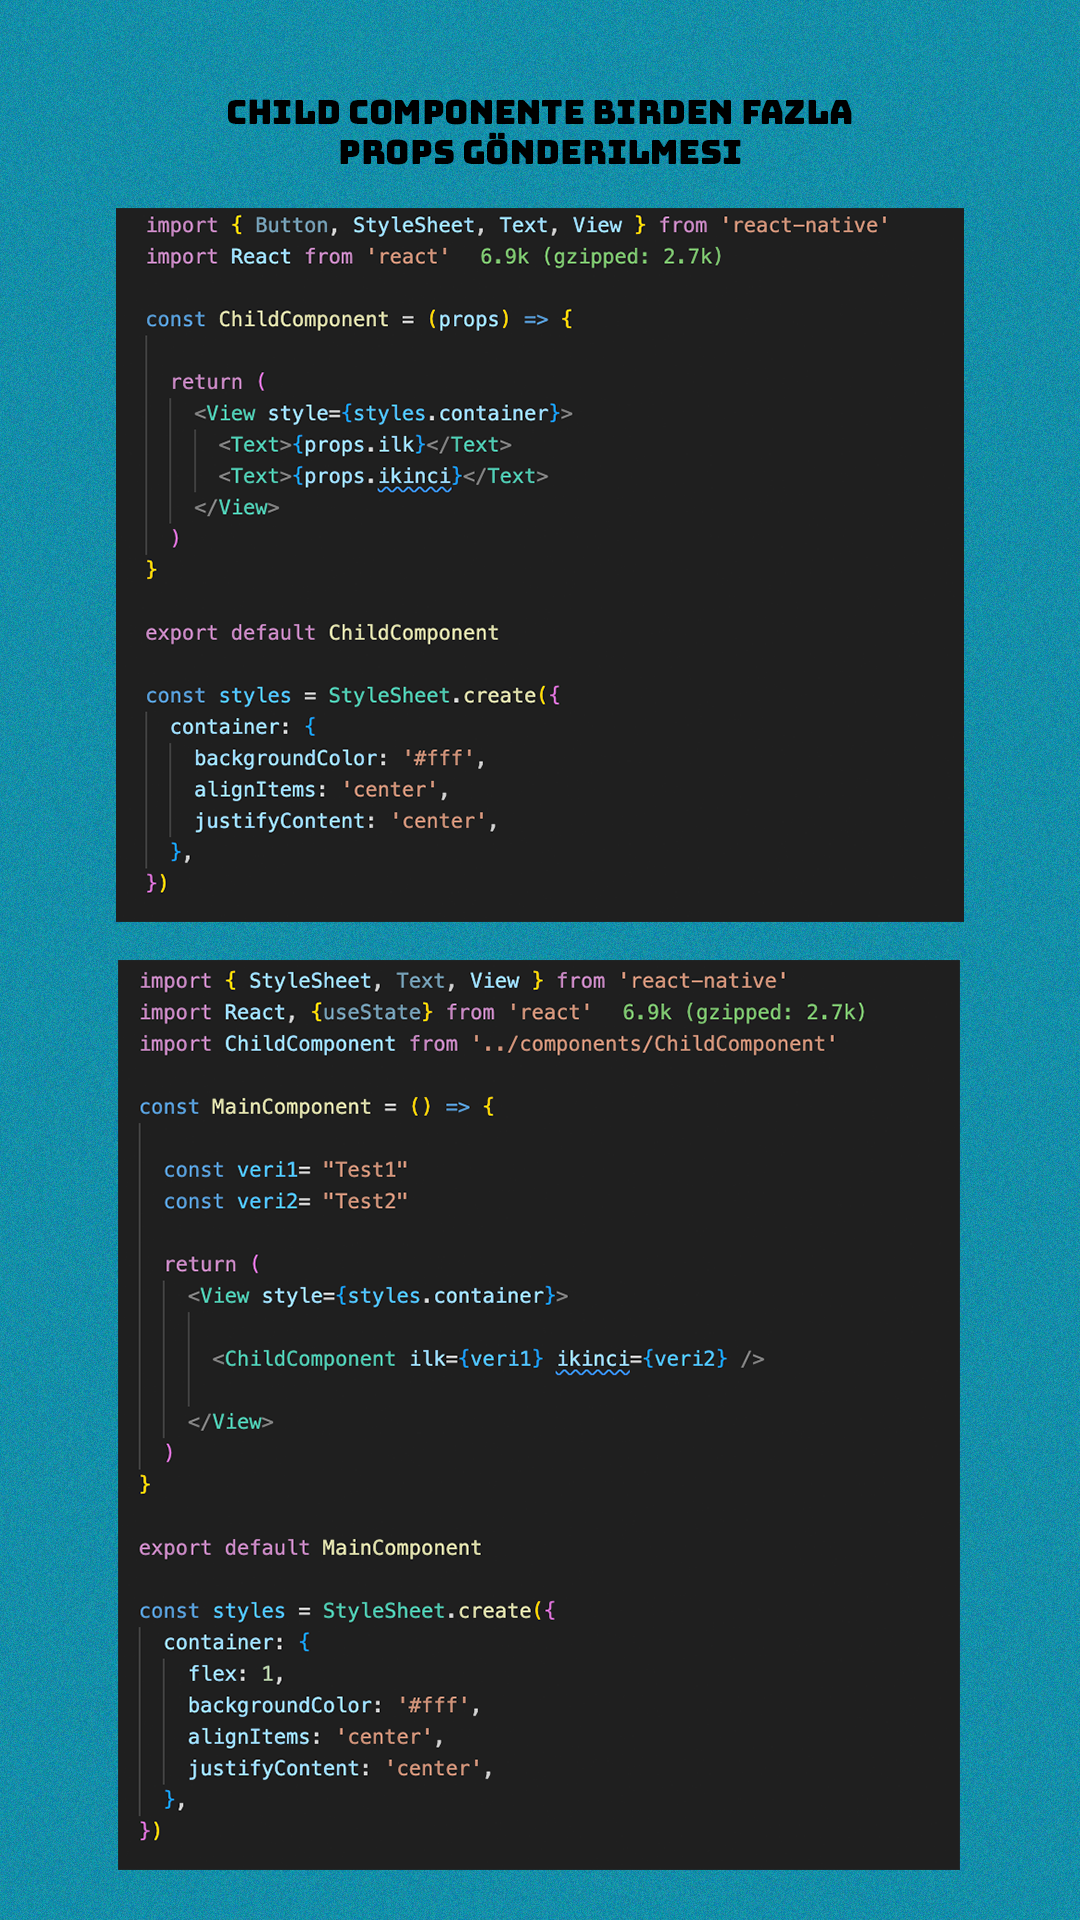 CHILD COMPONENTE BIRDEN FAZLA
PROPS GÖNDERILMESI
import { Button, StyleSheet, Text, View } from 'react-native'
import React from 'react'  6.9k (gzipped: 2.7k)
const ChildComponent = (props) => {
return (
<View style={styles.container}>
<Text>{props.ilk}</Text>
<Text>{props.ikinci}</Text>
</View>
)
}
export default ChildComponent
const styles = StyleSheet.create({
container: {
backgroundColor: '#fff',
alignItems: 'center',
justifyContent: 'center',
},
})
import { StyleSheet, Text, View } from 'react-native'
import React, {useState} from 'react'  6.9k (gzipped: 2.7k)
import ChildComponent from '../components/ChildComponent'
const MainComponent = () => {
const veri1= "Test1"
const veri2= "Test2"
return (
<View style={styles.container}>
<ChildComponent ilk={veri1} ikinci={veri2} />
</View>
)
}
export default MainComponent
const styles = StyleSheet.create({
container: {
flex: 1,
backgroundColor: '#fff',
alignItems: 'center',
justifyContent: 'center',
},
})